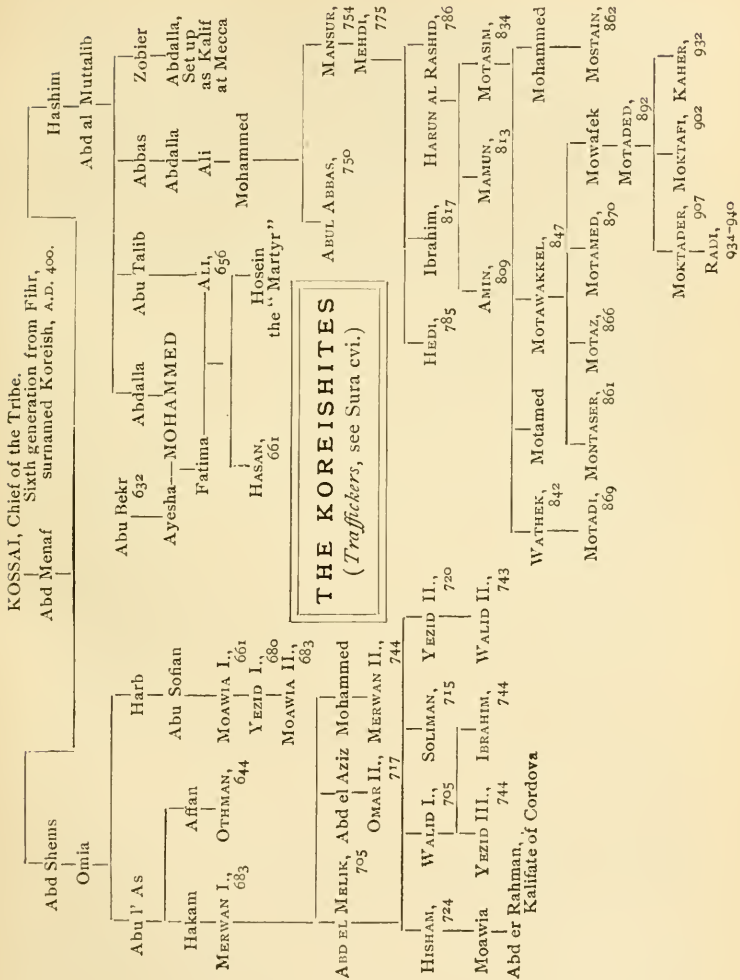 KOSSAI, Chief of the Tribe.
Sixth generation from Fihr,
surnamed Koreish, A.D. 400.
Abd Menaf
Abd Shems
Hashim
Omia
Abd al Muttalib
Abu l' As
Harb
Abu Bekr
632
Abdalla
Abu Talib
Abbas
Zobier
Hakam
Affan
Abu Sofian
Ayesha—MOHAMMED
Abdalla
Abdalla,
Set up
as Kalif
at Mecca
MERWAN I.,
683
OTHMAN,
644
MOAWIA I.,
661
YEZID I.,
680
MOAWIA II.,
683
Fatima
ALI,
656
Ali
Mohammed
HASAN,
661
Hosein
the "Martyr"
ABD EL MELIK,
705
Abd el Aziz
Mohammed
OMAR II.,
717
MERWAN II.,
744
THE KOREISHITES
(Traffickers, see Sura cvi.)
ABUL ABBAS,
750
MANSUR,
754
MEHDI,
775
HISHAM,
724
WALID I.,
705
SOLIMAN,
715
YEZID II.,
720
HEDI,
785
Ibrahim,
817
HARUN AL RASHID,
786
Moawia
YEZID III.,
744
IBRAHIM,
744
WALID II.,
743
AMIN,
809
MAMUN,
813
MOTASIM,
834
Abd er Rahman,
Kalifate of Cordova
WATHEK,
842
Motamed
MOTAWAKKEL,
847
Mohammed
MOTADI,
869
MONTASER,
861
MOTAZ,
866
MOTAMED,
870
Mowafek
MOSTAIN,
862
MOTADED,
892
MOKTADER,
907
MOKTAFI,
902
KAHER,
932
RADI,
934-940